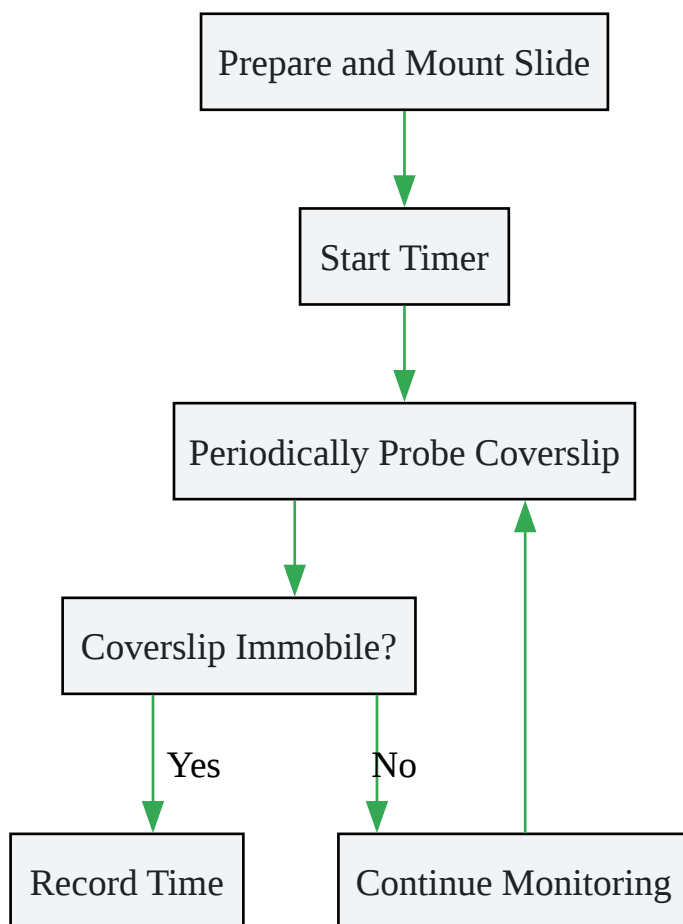 Prepare and Mount Slide
Start Timer
Periodically Probe Coverslip
Coverslip Immobile?
Yes
No
Record Time
Continue Monitoring